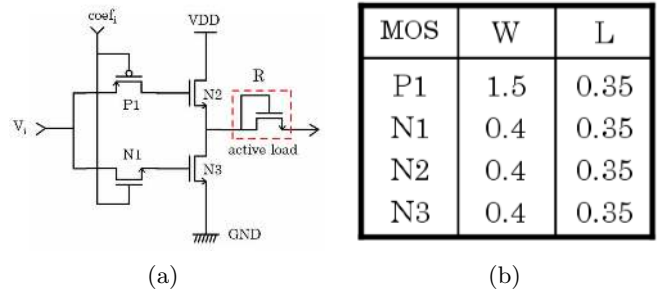 coef_i
VDD
P1
N2
R
V_i
N1
active load
N3
GND
(a)
MOS W L
P1 1.5 0.35
N1 0.4 0.35
N2 0.4 0.35
N3 0.4 0.35
(b)